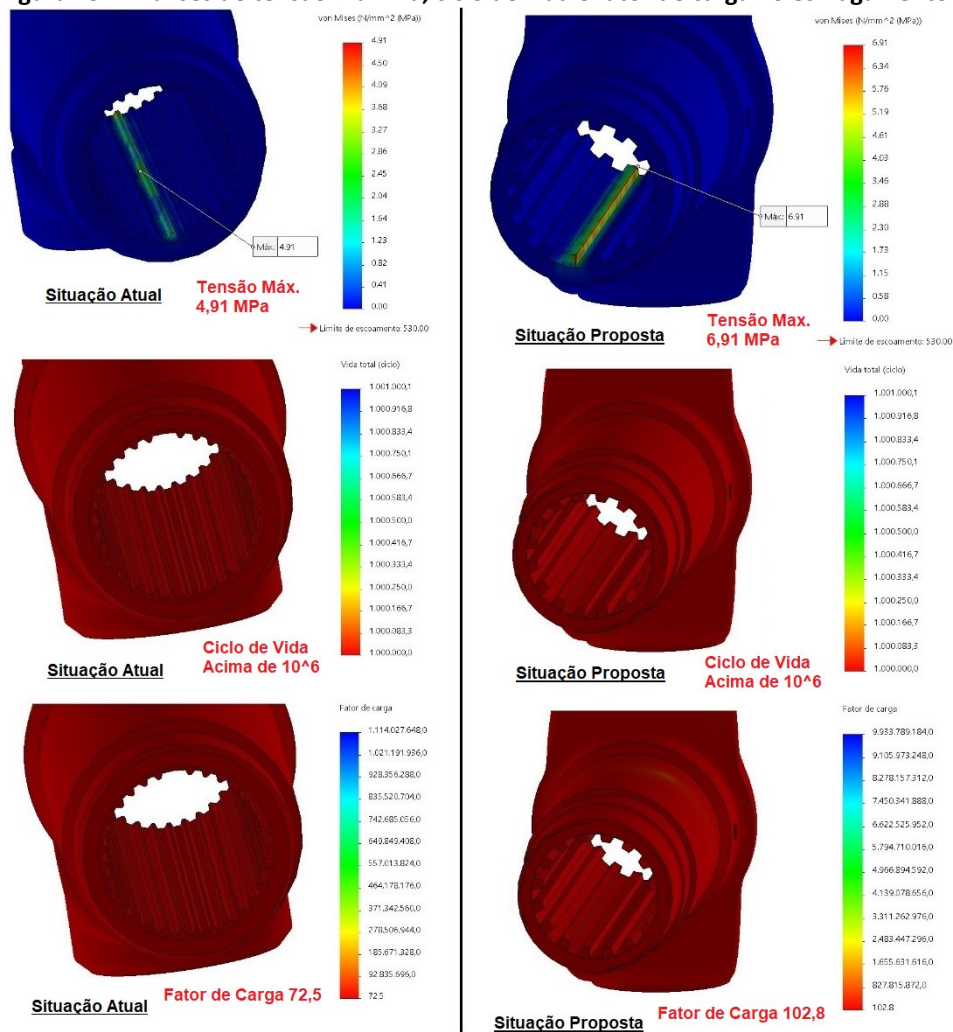 Análises de tensão ciclo de de carga esmagamento
von Mises (N/mm^2 (MPa))
4.91
4.50
4.09
3.68
3.27
2.86
2.45
2.04
1.64
1.23
0.82
0.41
0.00
Máx.: 4.91
Situação Atual
Tensão Máx.
4,91 MPa
Limite de escoamento: 530.00
von Mises (N/mm^2 (MPa))
6.91
6.34
5.76
5.19
4.61
4.03
3.46
2.88
2.30
1.73
1.15
0.58
0.00
Máx.: 6.91
Situação Proposta
Tensão Max.
6,91 MPa
Limite de escoamento: 530.00
Vida total (ciclo)
1.001.000,1
1.000.916,8
1.000.833,4
1.000.750,1
1.000.666,7
1.000.583,4
1.000.500,0
1.000.416,7
1.000.333,4
1.000.250,0
1.000.166,7
1.000.083,3
1.000.000,0
Situação Atual
Ciclo de Vida
Acima de 10^6
Vida total (ciclo)
1.001.000,1
1.000.916,8
1.000.833,4
1.000.750,1
1.000.666,7
1.000.583,4
1.000.500,0
1.000.416,7
1.000.333,4
1.000.250,0
1.000.166,7
1.000.083,3
1.000.000,0
Situação Proposta
Ciclo de Vida
Acima de 10^6
Fator de carga
1.114.027.648,0
1.021.191.936,0
928.356.288,0
835.520.704,0
742.685.056,0
649.849.408,0
557.013.824,0
464.178.176,0
371.342.560,0
278.506.944,0
185.671.328,0
92.835.696,0
72.5
Situação Atual
Fator de Carga 72,5
Fator de carga
9.933.789.184,0
9.105.973.248,0
8.278.157.312,0
7.450.341.888,0
6.622.525.952,0
5.794.710.016,0
4.966.894.592,0
4.139.078.656,0
3.311.262.976,0
2.483.447.296,0
1.655.631.616,0
827.815.872,0
102.8
Situação Proposta
Fator de Carga 102,8